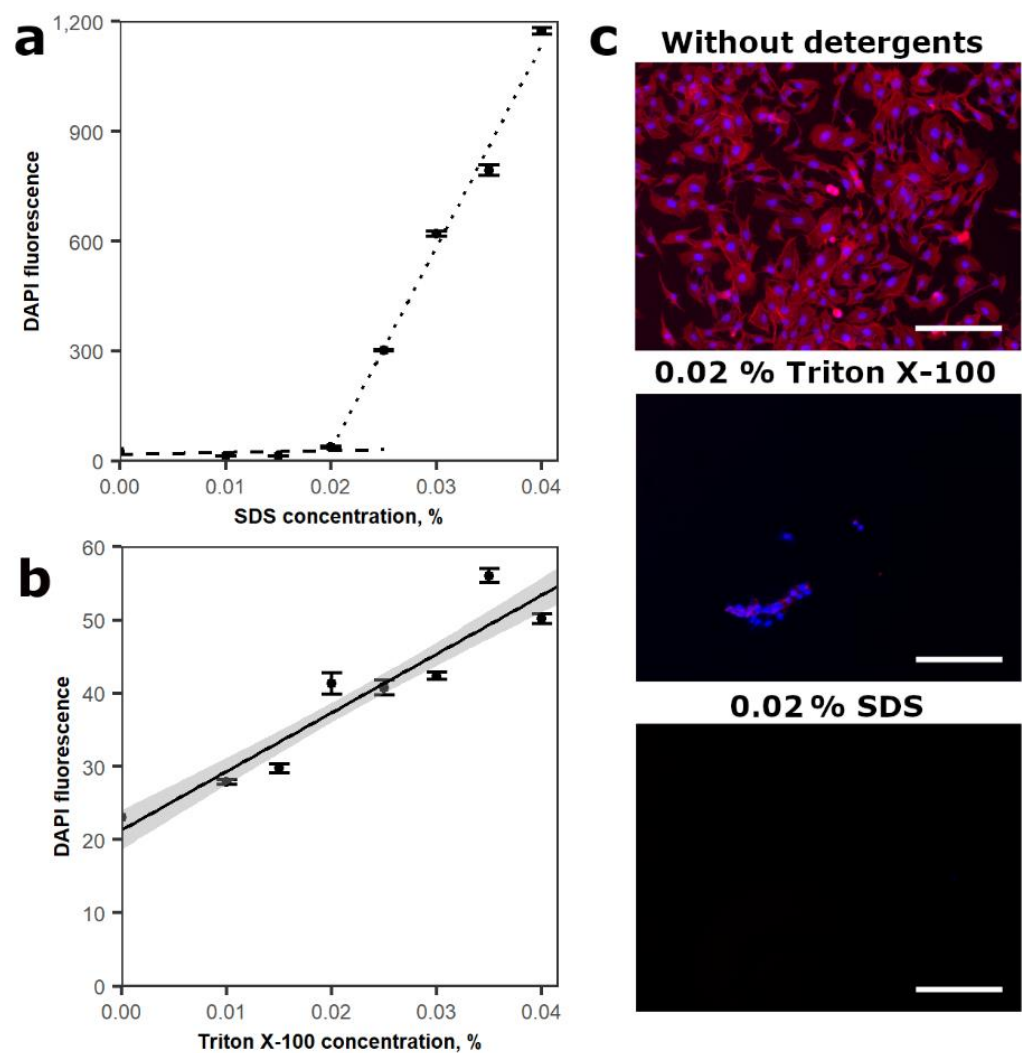 a
1,200
900
600
300
0
DAPI fluorescence
0.00 0.01 0.02 0.03 0.04
SDS concentration, %
b
60
50
40
30
20
10
0
DAPI fluorescence
0.00 0.01 0.02 0.03 0.04
Triton X-100 concentration, %
c
Without detergents
0.02 % Triton X-100
0.02 % SDS